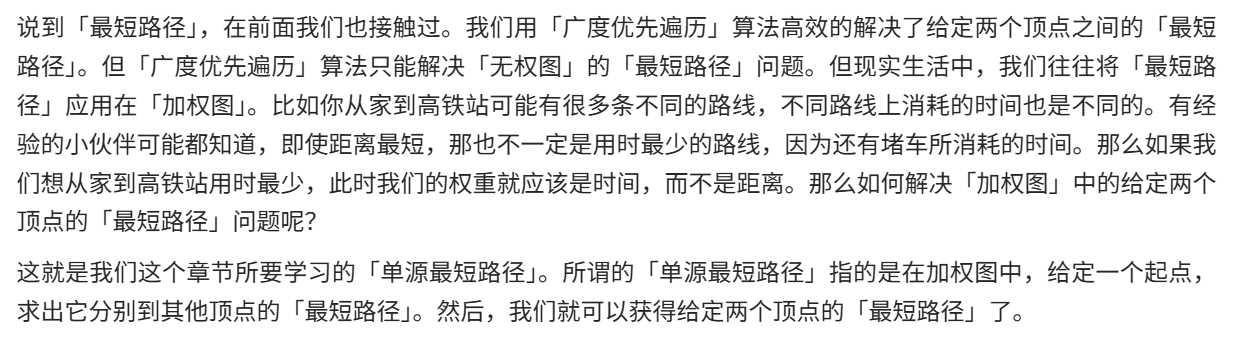 说到「最短路径」，在前面我们也接触过。我们用「广度优先遍历」算法高效的解决了给定两个顶点之间的「最短
路径」。但「广度优先遍历」算法只能解决「无权图」的「最短路径」问题。但现实生活中，我们往往将「最短路
径」应用在「加权图」。比如你从家到高铁站可能有很多条不同的路线，不同路线上消耗的时间也是不同的。有经
验的小伙伴可能都知道，即使距离最短，那也不一定是用时最少的路线，因为还有堵车所消耗的时间。那么如果我
们想从家到高铁站用时最少，此时我们的权重就应该是时间，而不是距离。那么如何解决「加权图」中的给定两个
顶点的「最短路径」问题呢？
这就是我们这个章节所要学习的「单源最短路径」。所谓的「单源最短路径」指的是在加权图中，给定一个起点，
求出它分别到其他顶点的「最短路径」。然后，我们就可以获得给定两个顶点的「最短路径」了。